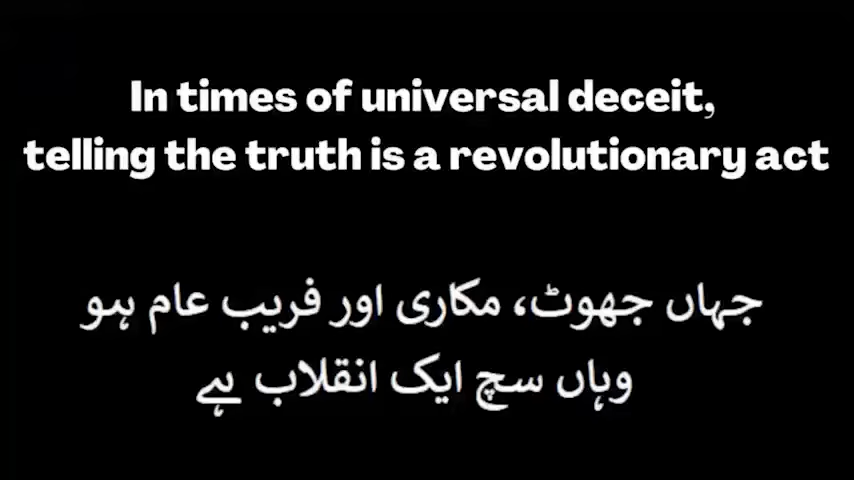 In times of universal deceit,
telling the truth is a revolutionary act
جہاں جھوٹ، مکاری اور فریب عام ہو
وہاں سچ ایک انقلاب ہے